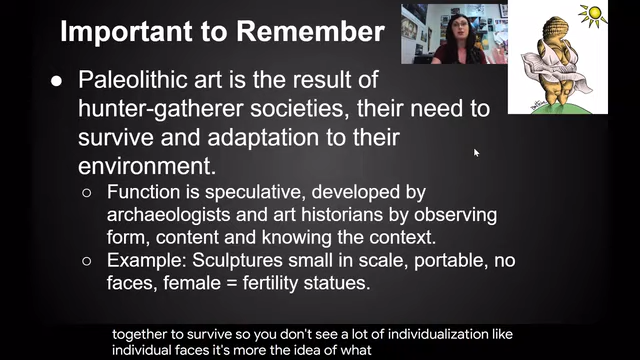 Important to Remember
● Paleolithic art is the result of
hunter-gatherer societies, their need to
survive and adaptation to their
environment.
○ Function is speculative, developed by
archaeologists and art historians by observing
form, content and knowing the context.
○ Example: Sculptures small in scale, portable, no
faces, female = fertility statues.
together to survive so you don't see a lot of individualization like
individual faces it's more the idea of what